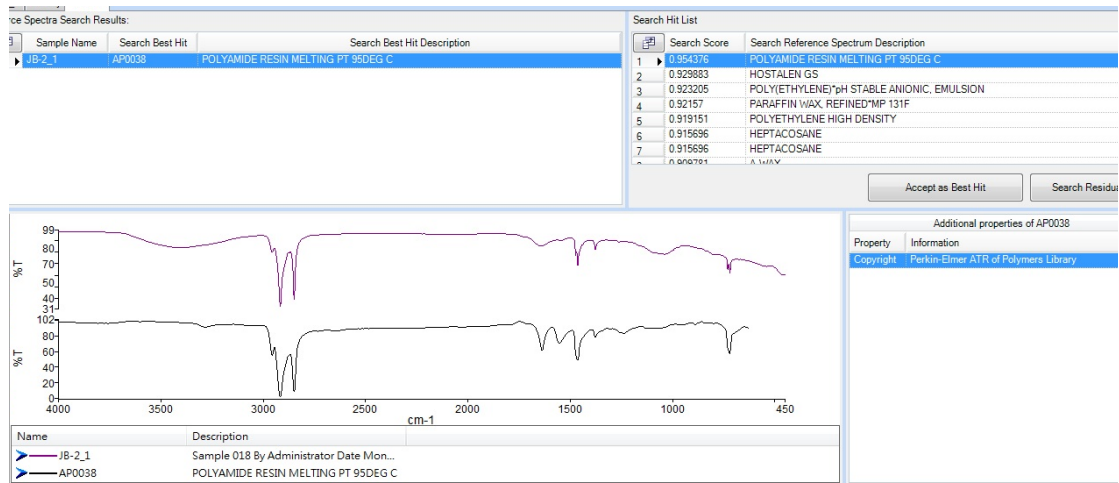 rce Spectra Search Results:
Sample Name Search Best Hit Search Best Hit Description
JB-2_1 AP0038 POLYAMIDE RESIN MELTING PT 95DEG C
Search Hit List
Search Score Search Reference Spectrum Description
1 0.954376 POLYAMIDE RESIN MELTING PT 95DEG C
2 0.929883 HOSTALEN GS
3 0.923205 POLY(ETHYLENE)*pH STABLE ANIONIC, EMULSION
4 0.92157 PARAFFIN WAX, REFINED*MP 131F
5 0.919151 POLYETHYLENE HIGH DENSITY
6 0.915696 HEPTACOSANE
7 0.915696 HEPTACOSANE
0.909781 A-WAX
Accept as Best Hit Search Residua
99
80
70
50
40
31
%T
102
80
60
40
20
0
%T
4000 3500 3000 2500 2000 1500 1000 450
cm-1
Name Description
JB-2_1 Sample 018 By Administrator Date Mon...
AP0038 POLYAMIDE RESIN MELTING PT 95DEG C
Additional properties of AP0038
Property Information
Copyright Perkin-Elmer ATR of Polymers Library